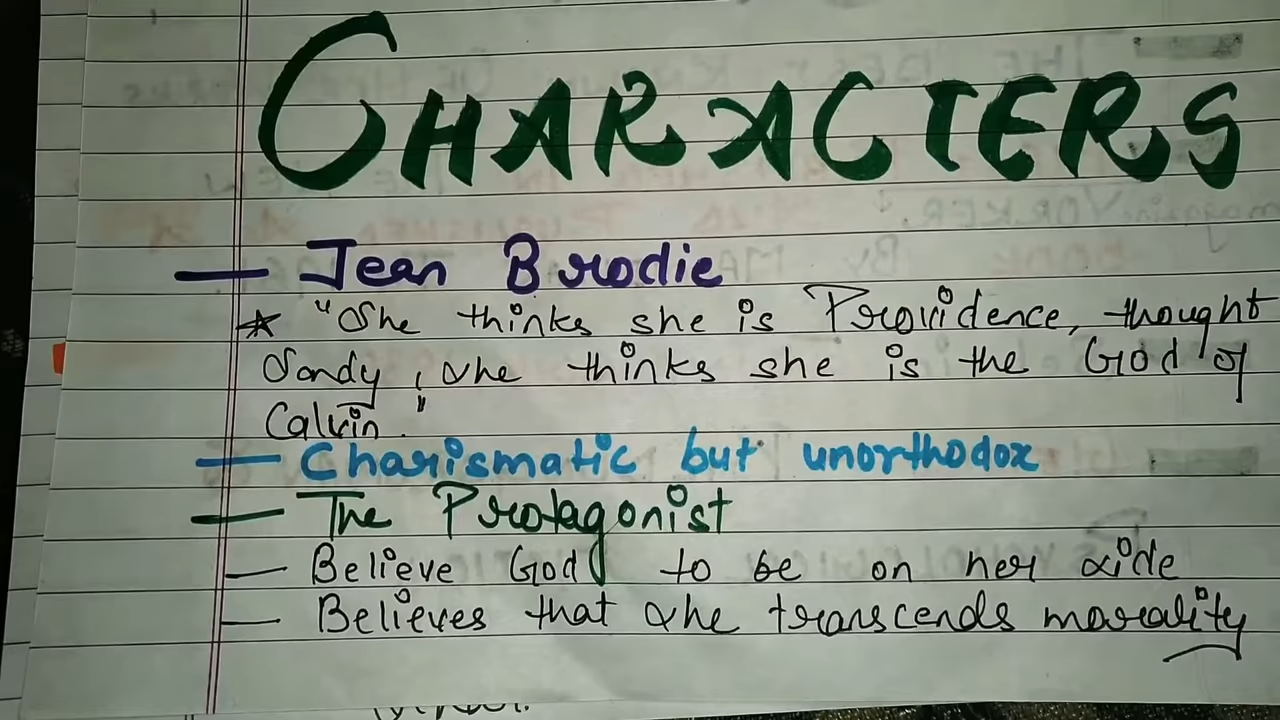 CHARACTERS
— Jean Brodie
* "She thinks she is Providence, thought
Sandy, she thinks she is the God of
Calvin."
— Charismatic but unorthodox
— The Protagonist
— Believe God to be on her side
— Believes that she transcends morality